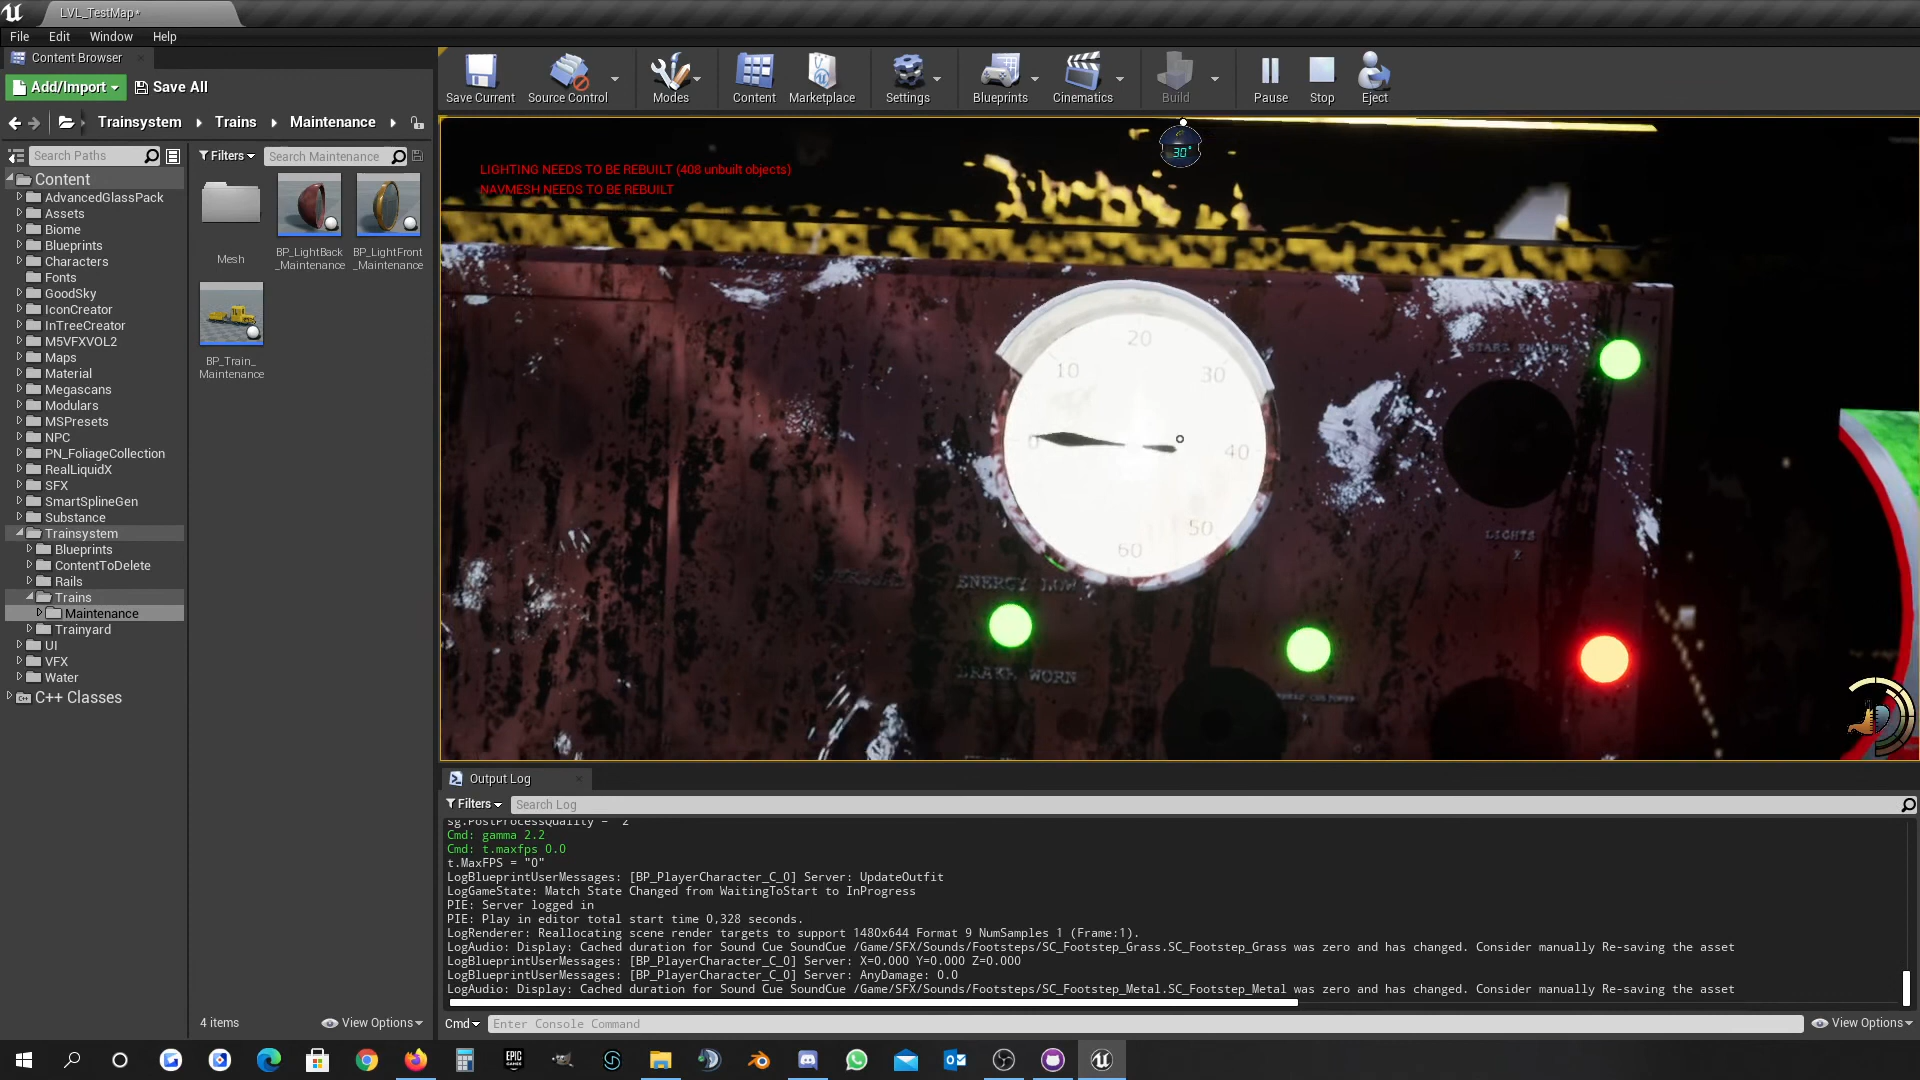 LVL_TestMap*
File Edit Window Help
Content Browser
Add/Import
Save All
Trainsystem
Trains
Maintenance
Search Paths
Filters
Search Maintenance
Content
AdvancedGlassPack
Assets
Biome
Blueprints
Characters
Fonts
GoodSky
IconCreator
InTreeCreator
M5VFXVOL2
Maps
Material
Megascans
Modulars
MSPresets
NPC
PN_FoliageCollection
RealLiquidX
SFX
SmartSplineGen
Substance
Trainsystem
Blueprints
ContentToDelete
Rails
Trains
Maintenance
Trainyard
UI
VFX
Water
C++ Classes
Mesh
BP_LightBack
_Maintenance
BP_LightFront
_Maintenance
BP_Train_
Maintenance
4 items
View Options
Save Current
Source Control
Modes
Content
Marketplace
Settings
Blueprints
Cinematics
Build
Pause
Stop
Eject
30°
LIGHTING NEEDS TO BE REBUILT (408 unbuilt objects)
NAVMESH NEEDS TO BE REBUILT
0
10
20
30
40
50
60
START ENGINE
LIGHTS
X
ENERGY LOW
BRAKE WORN
Output Log
Filters
Search Log
sg.PostProcessQuality = "2"
Cmd: gamma 2.2
Cmd: t.maxfps 0.0
t.MaxFPS = "0"
LogBlueprintUserMessages: [BP_PlayerCharacter_C_0] Server: UpdateOutfit
LogGameState: Match State Changed from WaitingToStart to InProgress
PIE: Server logged in
PIE: Play in editor total start time 0,328 seconds.
LogRenderer: Reallocating scene render targets to support 1480x644 Format 9 NumSamples 1 (Frame:1).
LogAudio: Display: Cached duration for Sound Cue SoundCue /Game/SFX/Sounds/Footsteps/SC_Footstep_Grass.SC_Footstep_Grass was zero and has changed. Consider manually Re-saving the asset
LogBlueprintUserMessages: [BP_PlayerCharacter_C_0] Server: X=0.000 Y=0.000 Z=0.000
LogBlueprintUserMessages: [BP_PlayerCharacter_C_0] Server: AnyDamage: 0.0
LogAudio: Display: Cached duration for Sound Cue SoundCue /Game/SFX/Sounds/Footsteps/SC_Footstep_Metal.SC_Footstep_Metal was zero and has changed. Consider manually Re-saving the asset
Cmd
Enter Console Command
View Options
EPIC
GAMES